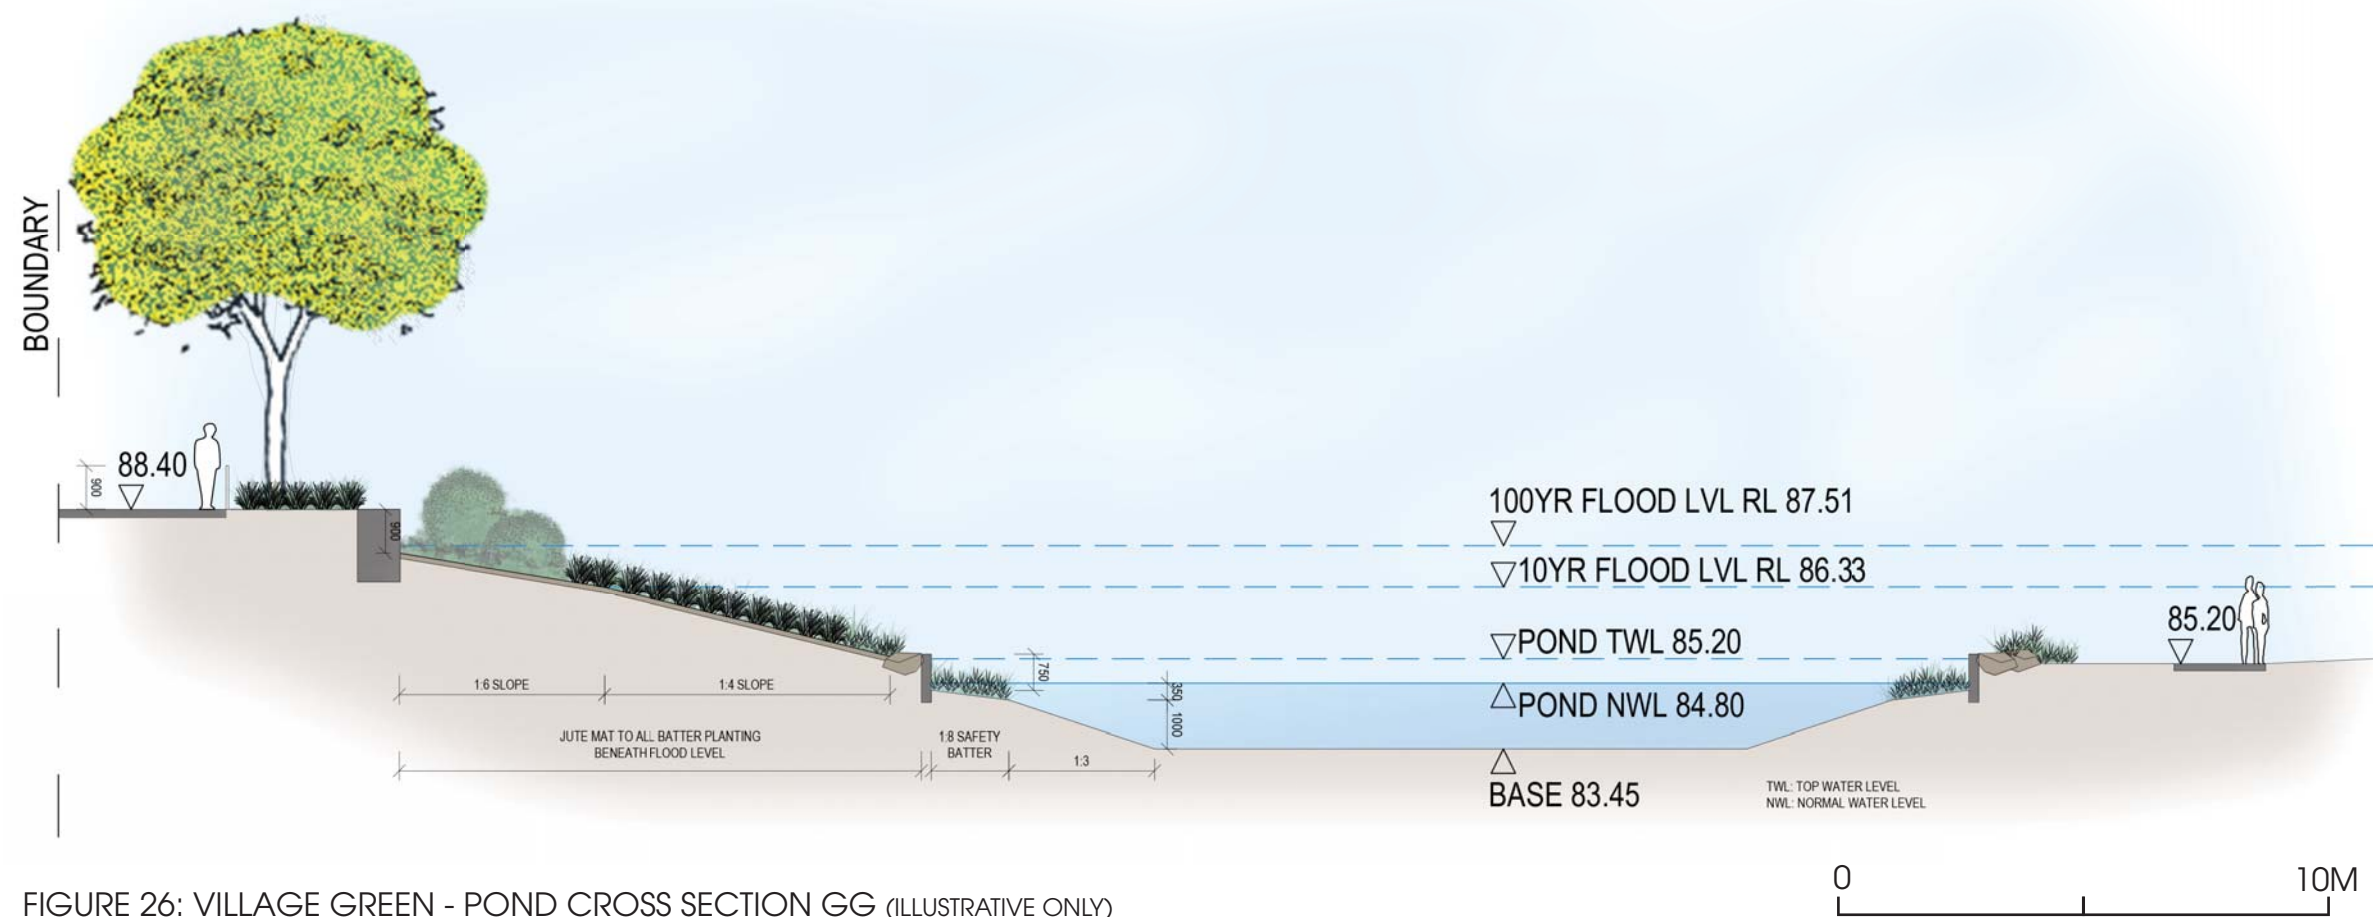 BOUNDARY
88.40
900
900
100YR FLOOD LVL RL 87.51
10YR FLOOD LVL RL 86.33
POND TWL 85.20
85.20
750
350
POND NWL 84.80
1000
1:6 SLOPE
1:4 SLOPE
JUTE MAT TO ALL BATTER PLANTING
BENEATH FLOOD LEVEL
1:8 SAFETY
BATTER
1:3
BASE 83.45
TWL: TOP WATER LEVEL
NWL: NORMAL WATER LEVEL
0
10M
FIGURE 26: VILLAGE GREEN - POND CROSS SECTION GG (ILLUSTRATIVE ONLY)